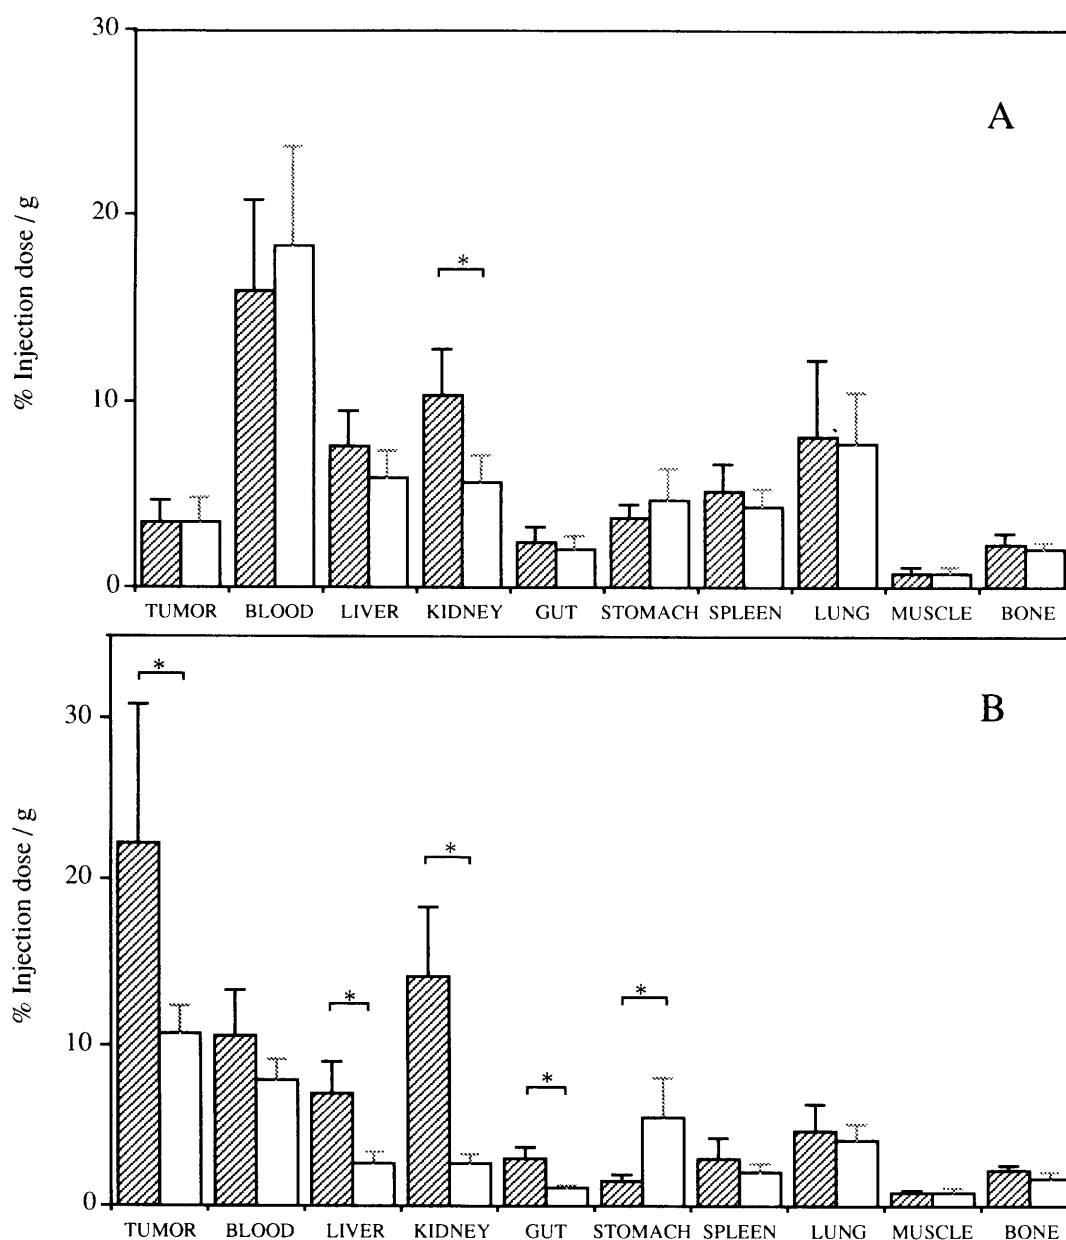 30
A
20
% Injection dose / g
*
10
0
TUMOR BLOOD LIVER KIDNEY GUT STOMACH SPLEEN LUNG MUSCLE BONE
*
B
30
% Injection dose / g
*
20
*
*
10
*
0
TUMOR BLOOD LIVER KIDNEY GUT STOMACH SPLEEN LUNG MUSCLE BONE